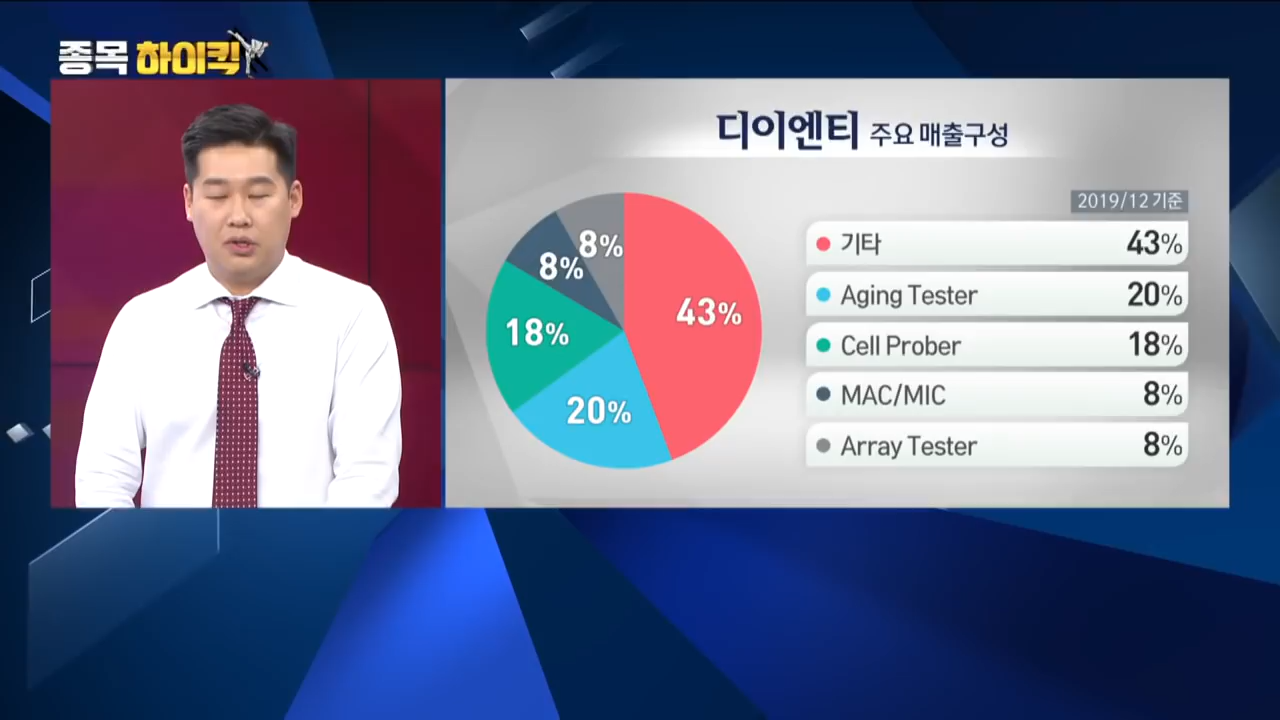 종목 하이킥
디이엔티 주요 매출구성
2019/12 기준
43%
20%
18%
8%
8%
기타 43%
Aging Tester 20%
Cell Prober 18%
MAC/MIC 8%
Array Tester 8%